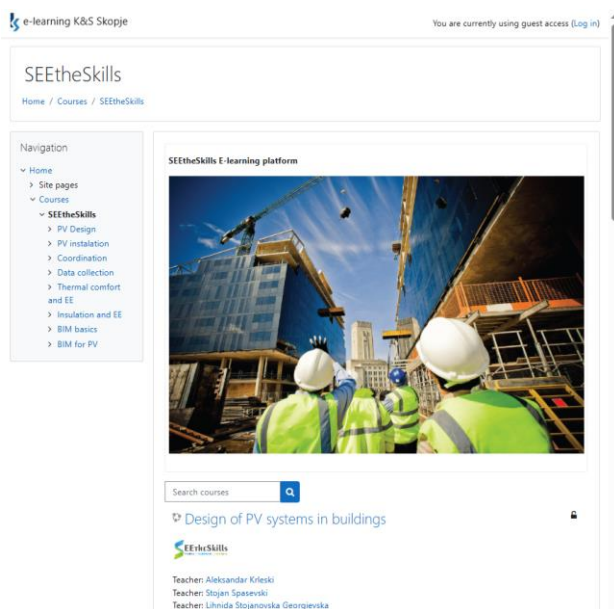 e-learning K&S Skopje
You are currently using guest access (Log in)
SEEtheSkills
Home / Courses / SEEtheSkills
Navigation
Home
Site pages
Courses
SEEtheSkills
PV Design
PV instalation
Coordination
Data collection
Thermal comfort
and EE
Insulation and EE
BIM basics
BIM for PV
SEEtheSkills E-learning platform
Search courses
Design of PV systems in buildings
SEEtheSkills
Teacher: Aleksandar Krleski
Teacher: Stojan Spasevski
Teacher: Lihnida Stojanovska Georgievska